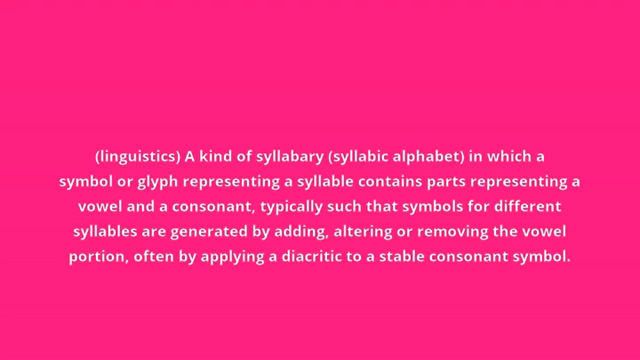 (linguistics) A kind of syllabary (syllabic alphabet) in which a
symbol or glyph representing a syllable contains parts representing a
vowel and a consonant, typically such that symbols for different
syllables are generated by adding, altering or removing the vowel
portion, often by applying a diacritic to a stable consonant symbol.